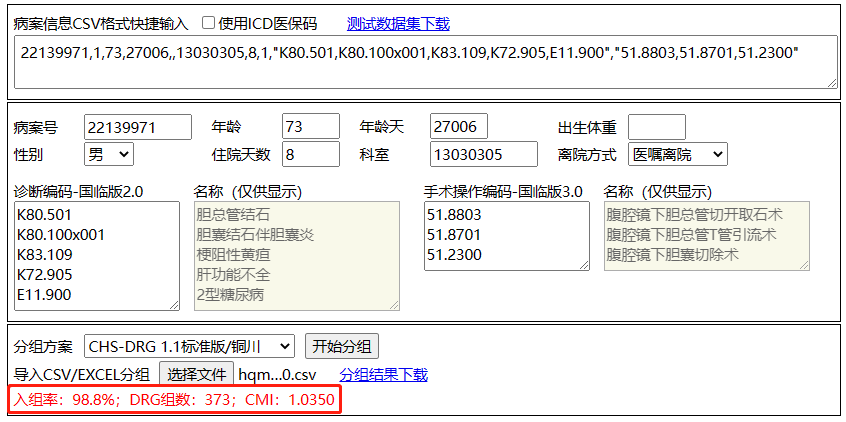 病案信息CSV格式快捷输入 使用ICD医保码 测试数据集下载
22139971,1,73,27006,,13030305,8,1,"K80.501,K80.100x001,K83.109,K72.905,E11.900","51.8803,51.8701,51.2300"
病案号 22139971 年龄 73 年龄天 27006 出生体重
性别 男 住院天数 8 科室 13030305 离院方式 医嘱离院
诊断编码-国临版2.0 名称（仅供显示） 手术操作编码-国临版3.0 名称（仅供显示）
K80.501 胆总管结石 51.8803 腹腔镜下胆总管切开取石术
K80.100x001 胆囊结石伴胆囊炎 51.8701 腹腔镜下胆总管T管引流术
K83.109 梗阻性黄疸 51.2300 腹腔镜下胆囊切除术
K72.905 肝功能不全
E11.900 2型糖尿病
分组方案 CHS-DRG 1.1标准版/铜川 开始分组
导入CSV/EXCEL分组 选择文件 hqm...0.csv 分组结果下载
入组率：98.8%；DRG组数：373；CMI：1.0350